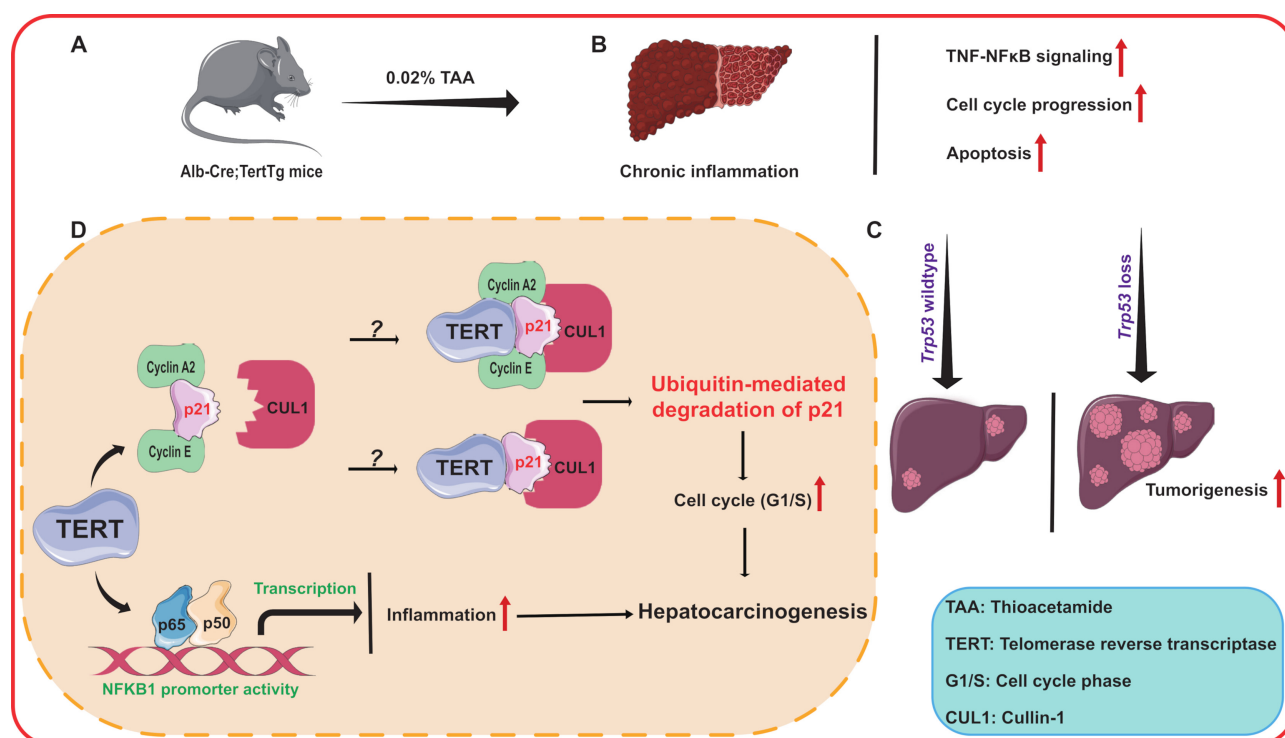 A
0.02% TAA
Alb-Cre;TertTg mice
B
Chronic inflammation
TNF-NFκB signaling
Cell cycle progression
Apoptosis
C
Trp53 wildtype
Trp53 loss
Tumorigenesis
D
Cyclin A2
p21
Cyclin E
CUL1
?
Cyclin A2
TERT
p21
CUL1
Cyclin E
?
TERT
p21
CUL1
Ubiquitin-mediated
degradation of p21
Cell cycle (G1/S)
TERT
p65
p50
Transcription
NFKB1 promoter activity
Inflammation
Hepatocarcinogenesis
TAA: Thioacetamide
TERT: Telomerase reverse transcriptase
G1/S: Cell cycle phase
CUL1: Cullin-1